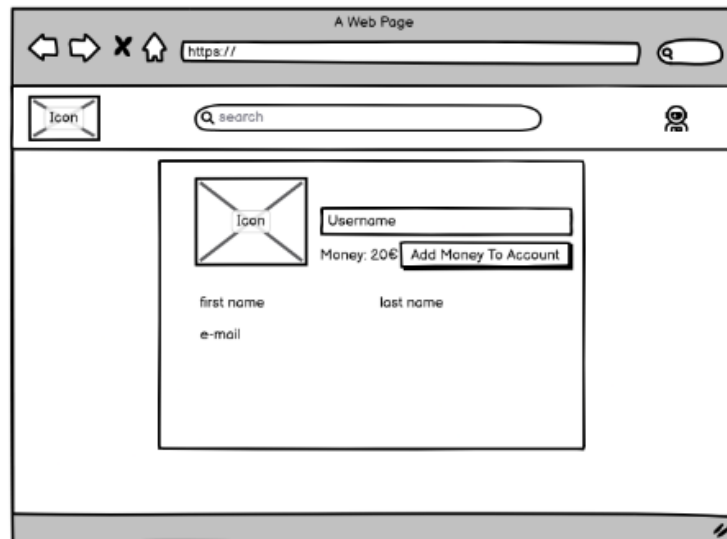 A Web Page
https://
Icon
search
Icon
Username
Money: 20€ Add Money To Account
first name last name
e-mail